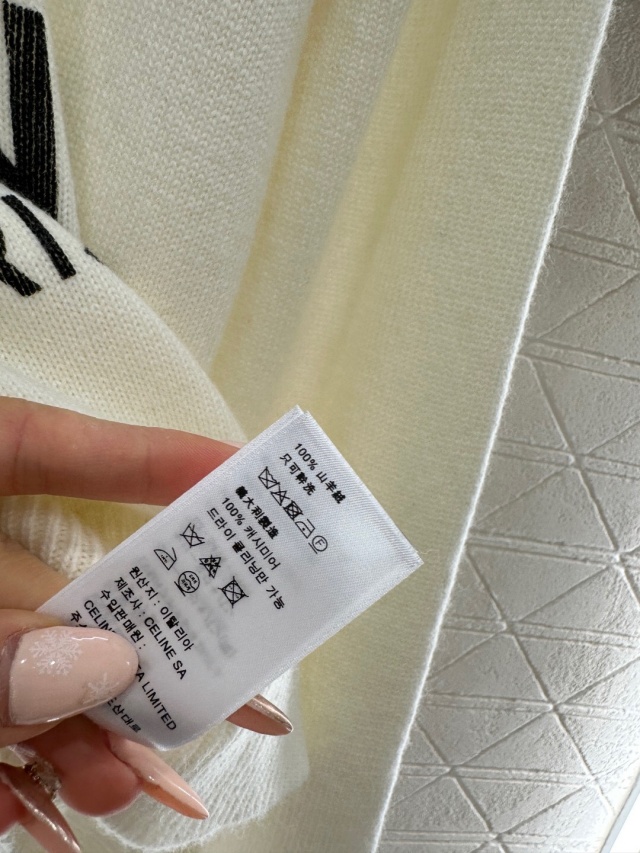 100% 山羊絨
只可幹洗
F
義大利製造
100% 캐시미어
드라이 클리닝만 가능
원산지 : 이탈리아
제조사 : CELINE SA
수입판매원 :
LIMITED